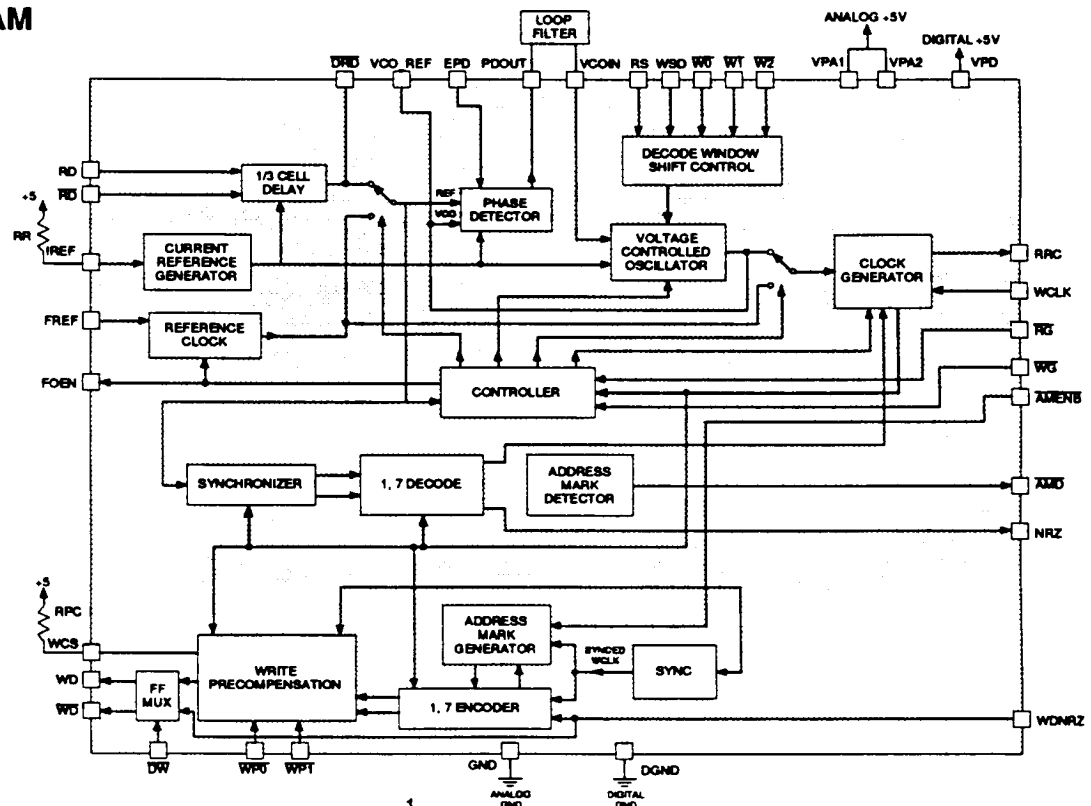 AM
LOOP
FILTER
ANALOG +5V
DIGITAL +5V
DRD VCO_REF EPD PDOUT VCOIN RS WSD W0 W1 W2 VPA1 VPA2 VPD
RD
RD
+5
RR
IREF
1/3 CELL
DELAY
REF
VCO
PHASE
DETECTOR
DECODE WINDOW
SHIFT CONTROL
CURRENT
REFERENCE
GENERATOR
VOLTAGE
CONTROLLED
OSCILLATOR
CLOCK
GENERATOR
RRC
WCLK
FREF
REFERENCE
CLOCK
RG
FOEN
CONTROLLER
WG
AMENB
SYNCHRONIZER
1, 7 DECODE
ADDRESS
MARK
DETECTOR
AMD
NRZ
+5
RPC
WCS
WD
WD
FF
MUX
WRITE
PRECOMPENSATION
ADDRESS
MARK
GENERATOR
SYNCED
WCLK
SYNC
1, 7 ENCODER
WDNRZ
DW WP0 WP1 GND DGND
ANALOG
GND
DIGITAL
GND
1